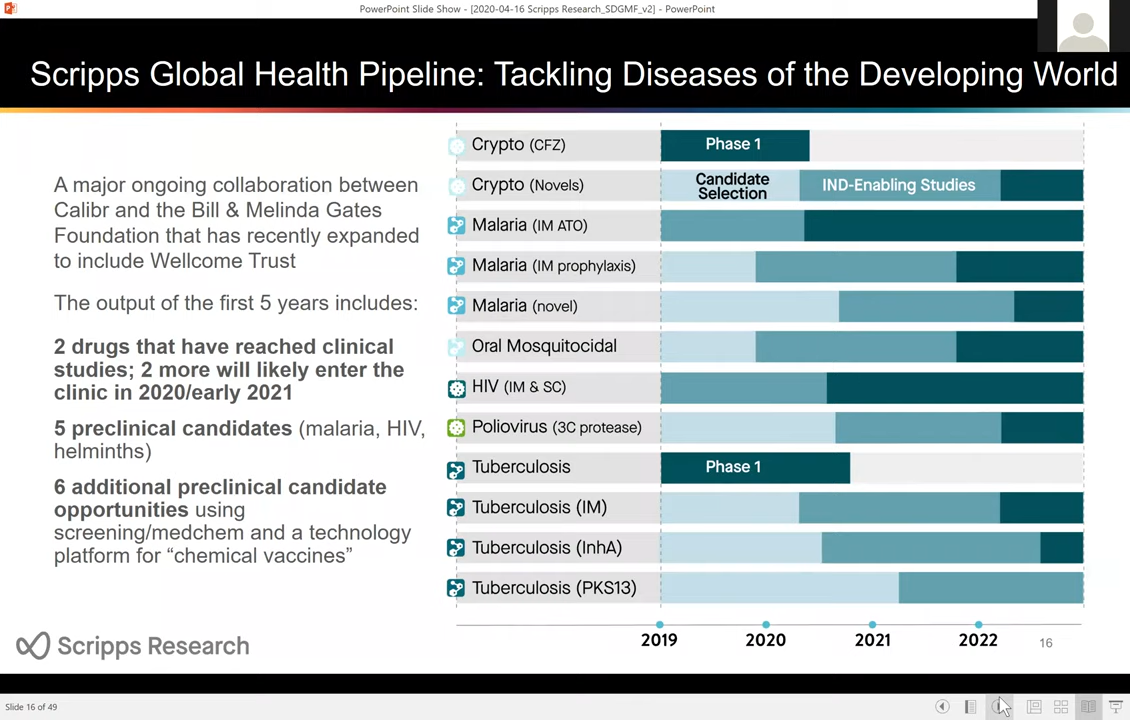 PowerPoint Slide Show - [2020-04-16 Scripps Research_SDGMF_v2] - PowerPoint
Scripps Global Health Pipeline: Tackling Diseases of the Developing World
A major ongoing collaboration between
Calibr and the Bill & Melinda Gates
Foundation that has recently expanded
to include Wellcome Trust
The output of the first 5 years includes:
2 drugs that have reached clinical
studies; 2 more will likely enter the
clinic in 2020/early 2021
5 preclinical candidates (malaria, HIV,
helminths)
6 additional preclinical candidate
opportunities using
screening/medchem and a technology
platform for “chemical vaccines”
Crypto (CFZ)
Phase 1
Crypto (Novels)
Candidate
Selection
IND-Enabling Studies
Malaria (IM ATO)
Malaria (IM prophylaxis)
Malaria (novel)
Oral Mosquitocidal
HIV (IM & SC)
Poliovirus (3C protease)
Tuberculosis
Phase 1
Tuberculosis (IM)
Tuberculosis (InhA)
Tuberculosis (PKS13)
2019 2020 2021 2022
Scripps Research
16
Slide 16 of 49